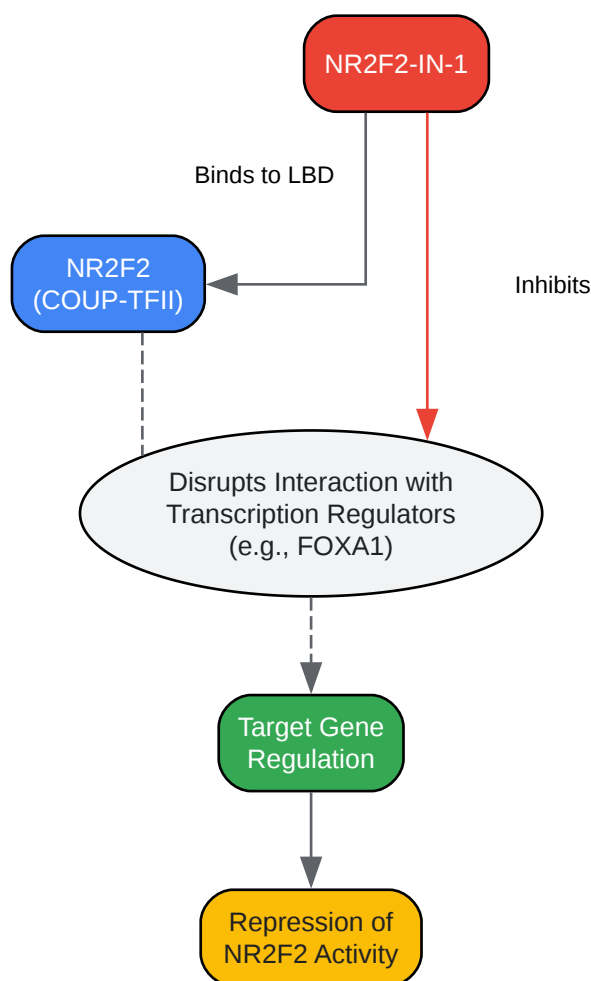 NR2F2-IN-1
Binds to LBD
NR2F2
(COUP-TFII)
Inhibits
Disrupts Interaction with
Transcription Regulators
(e.g., FOXA1)
Target Gene
Regulation
Repression of
NR2F2 Activity